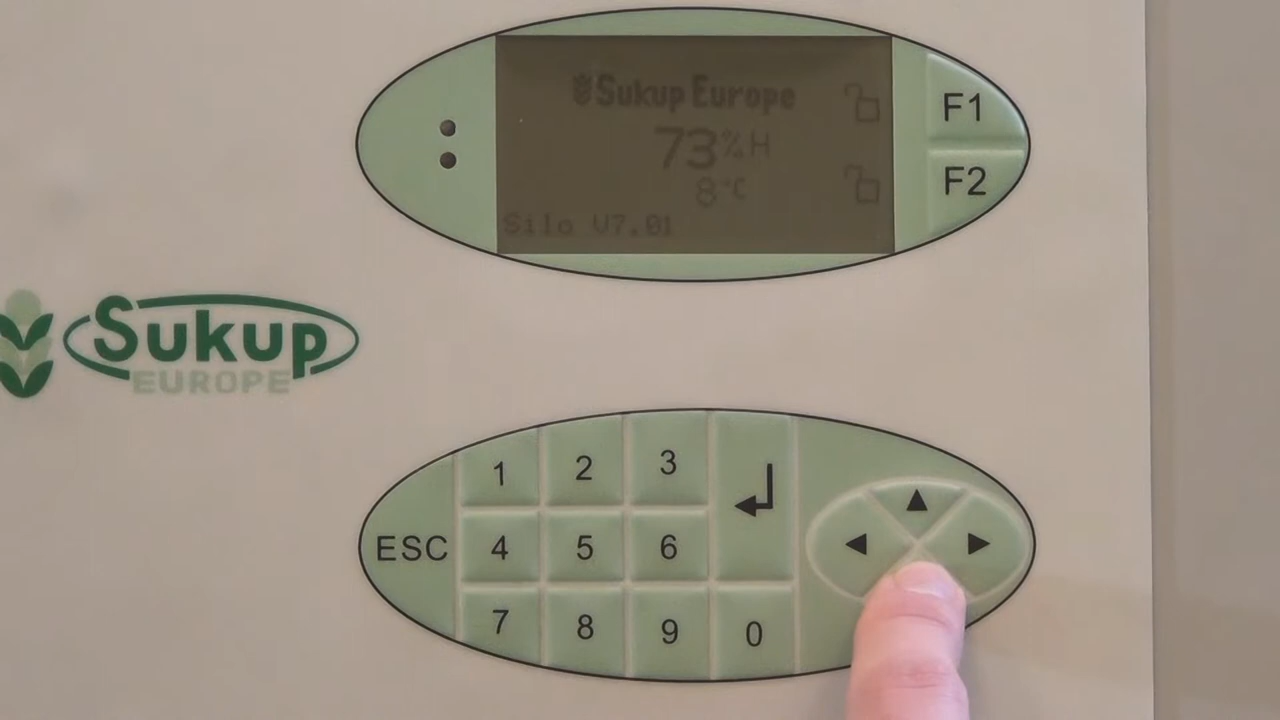 Sukup Europe
73%H
8°C
Silo V7.01
F1
F2
Sukup
EUROPE
ESC
1 2 3
4 5 6
7 8 9 0